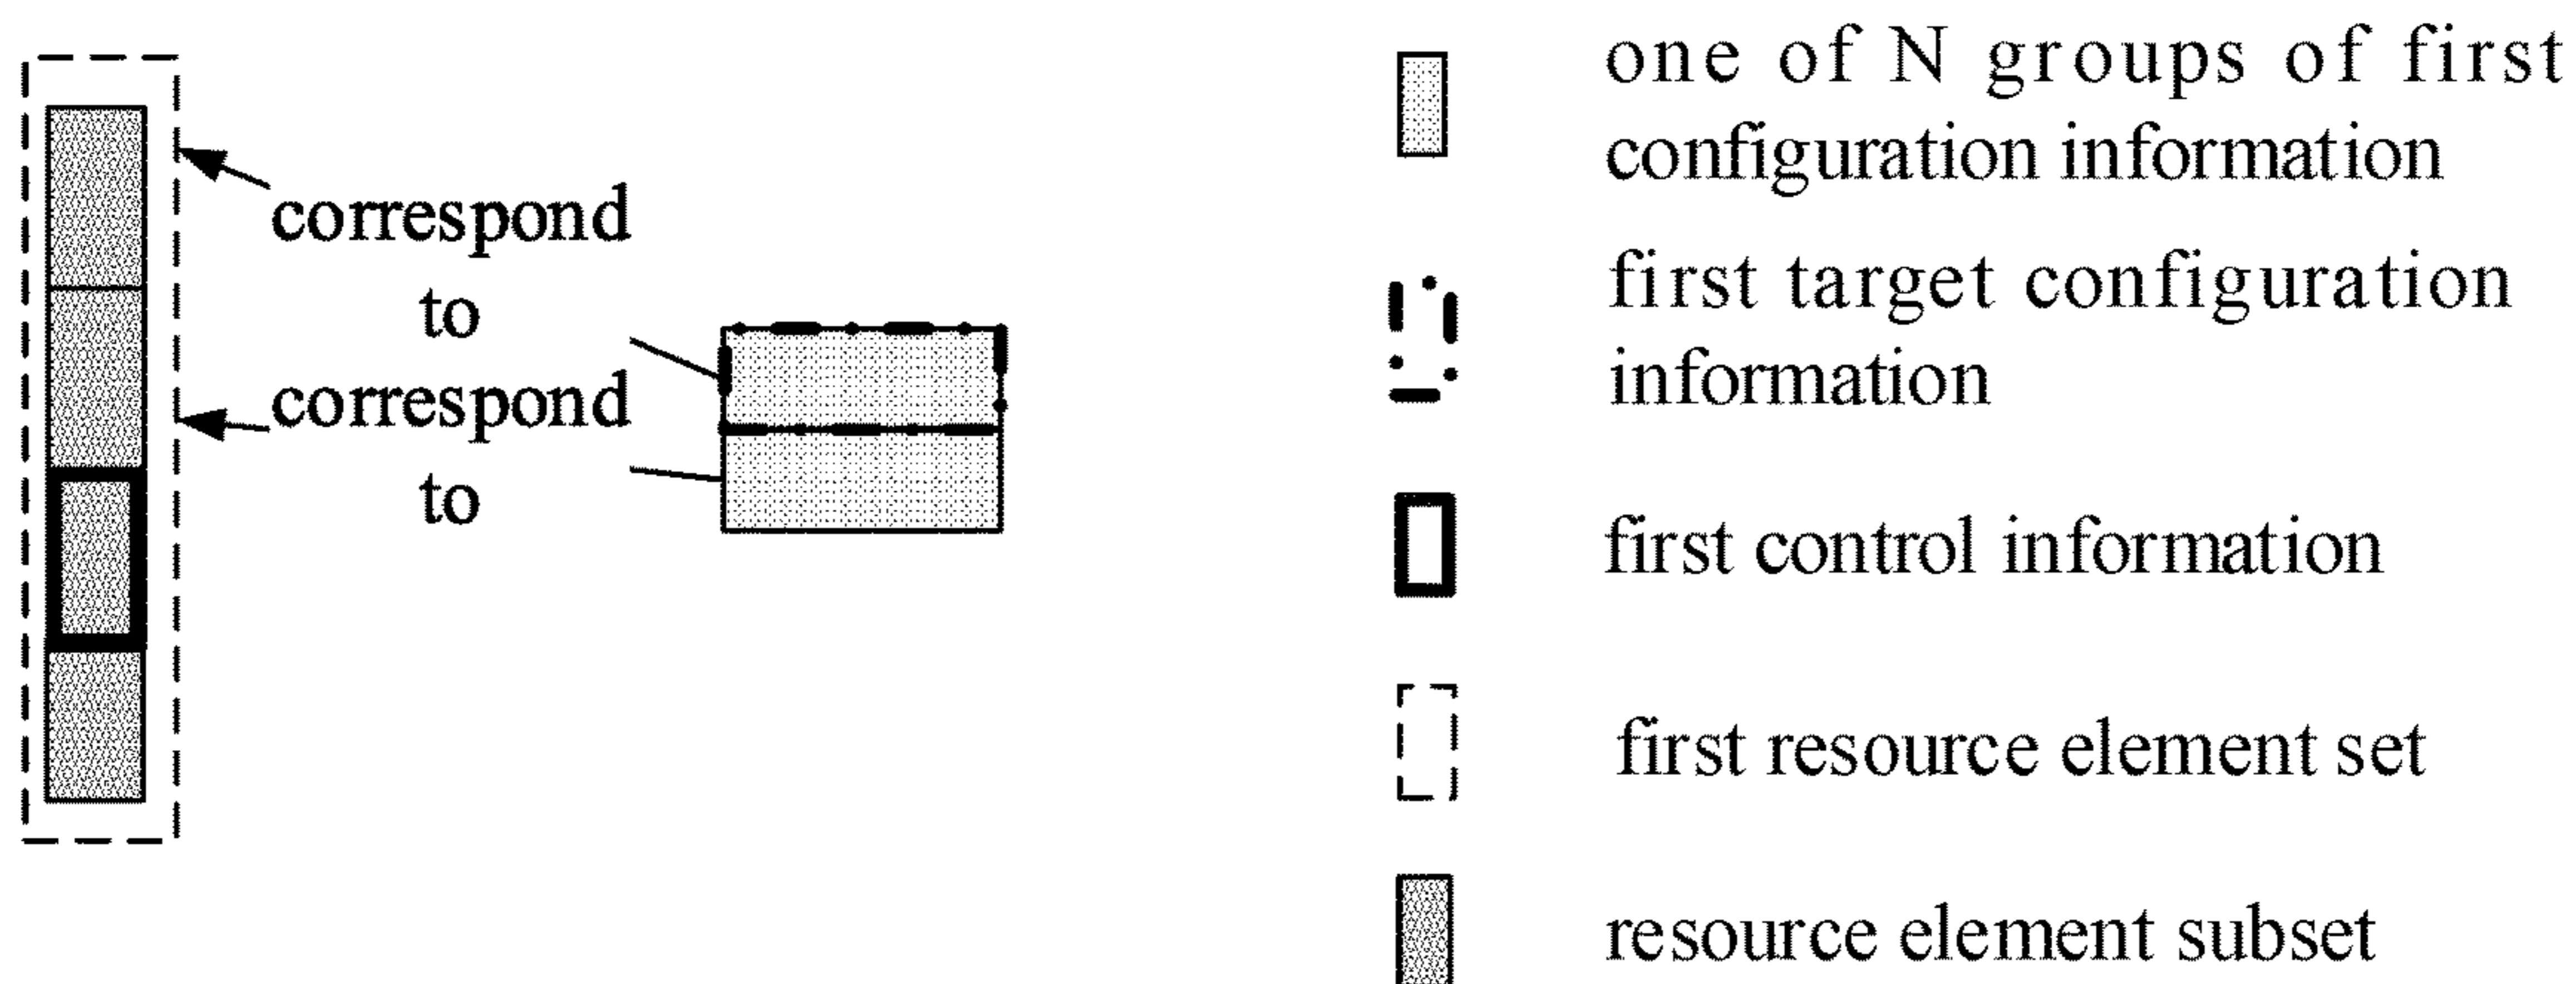 correspond
to
correspond
to
one of N groups of first
configuration information
first target configuration
information
first control information
first resource element set
resource element subset